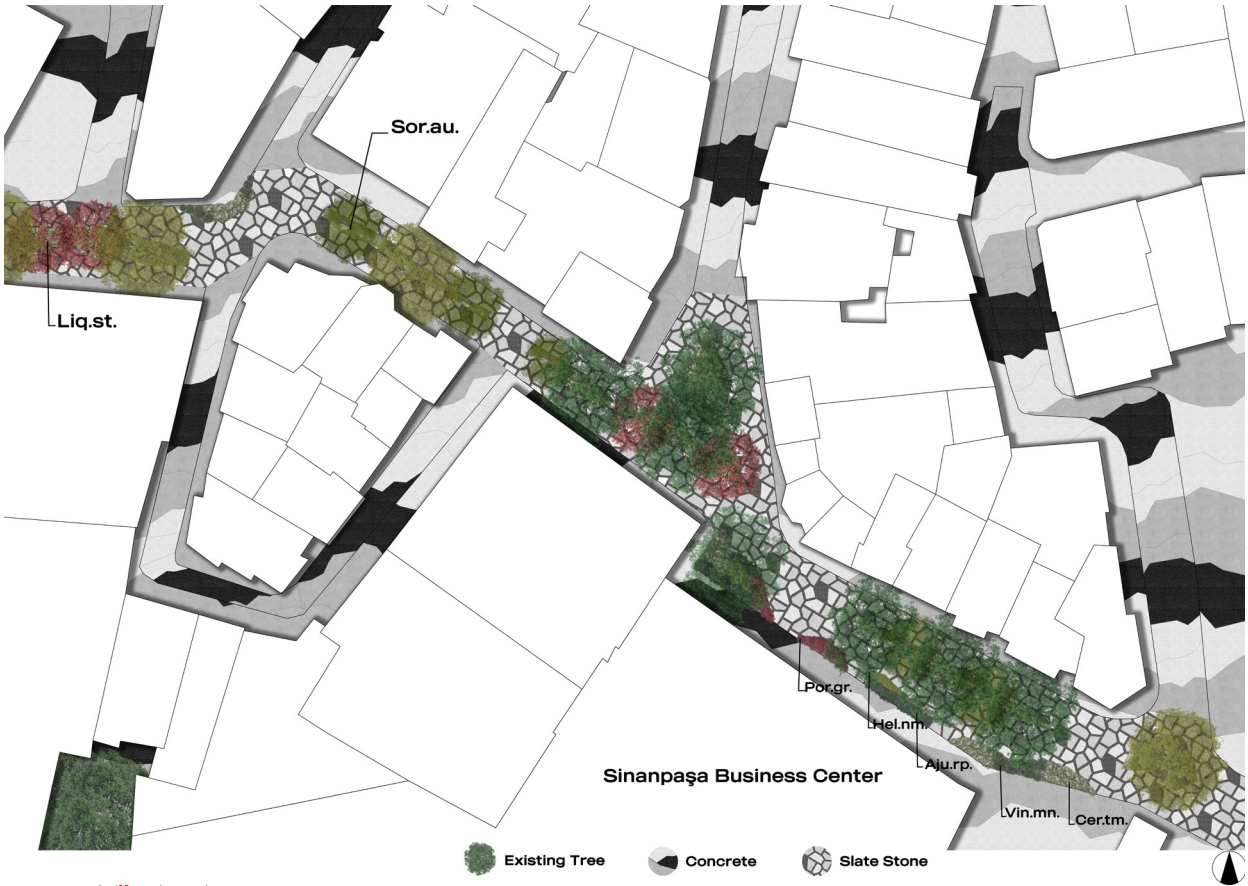 Sor.au.
Liq.st.
Por.gr.
Hel.nm.
Aju.rp.
Sinanpaşa Business Center
Vin.mn.
Cer.tm.
Existing Tree
Concrete
Slate Stone